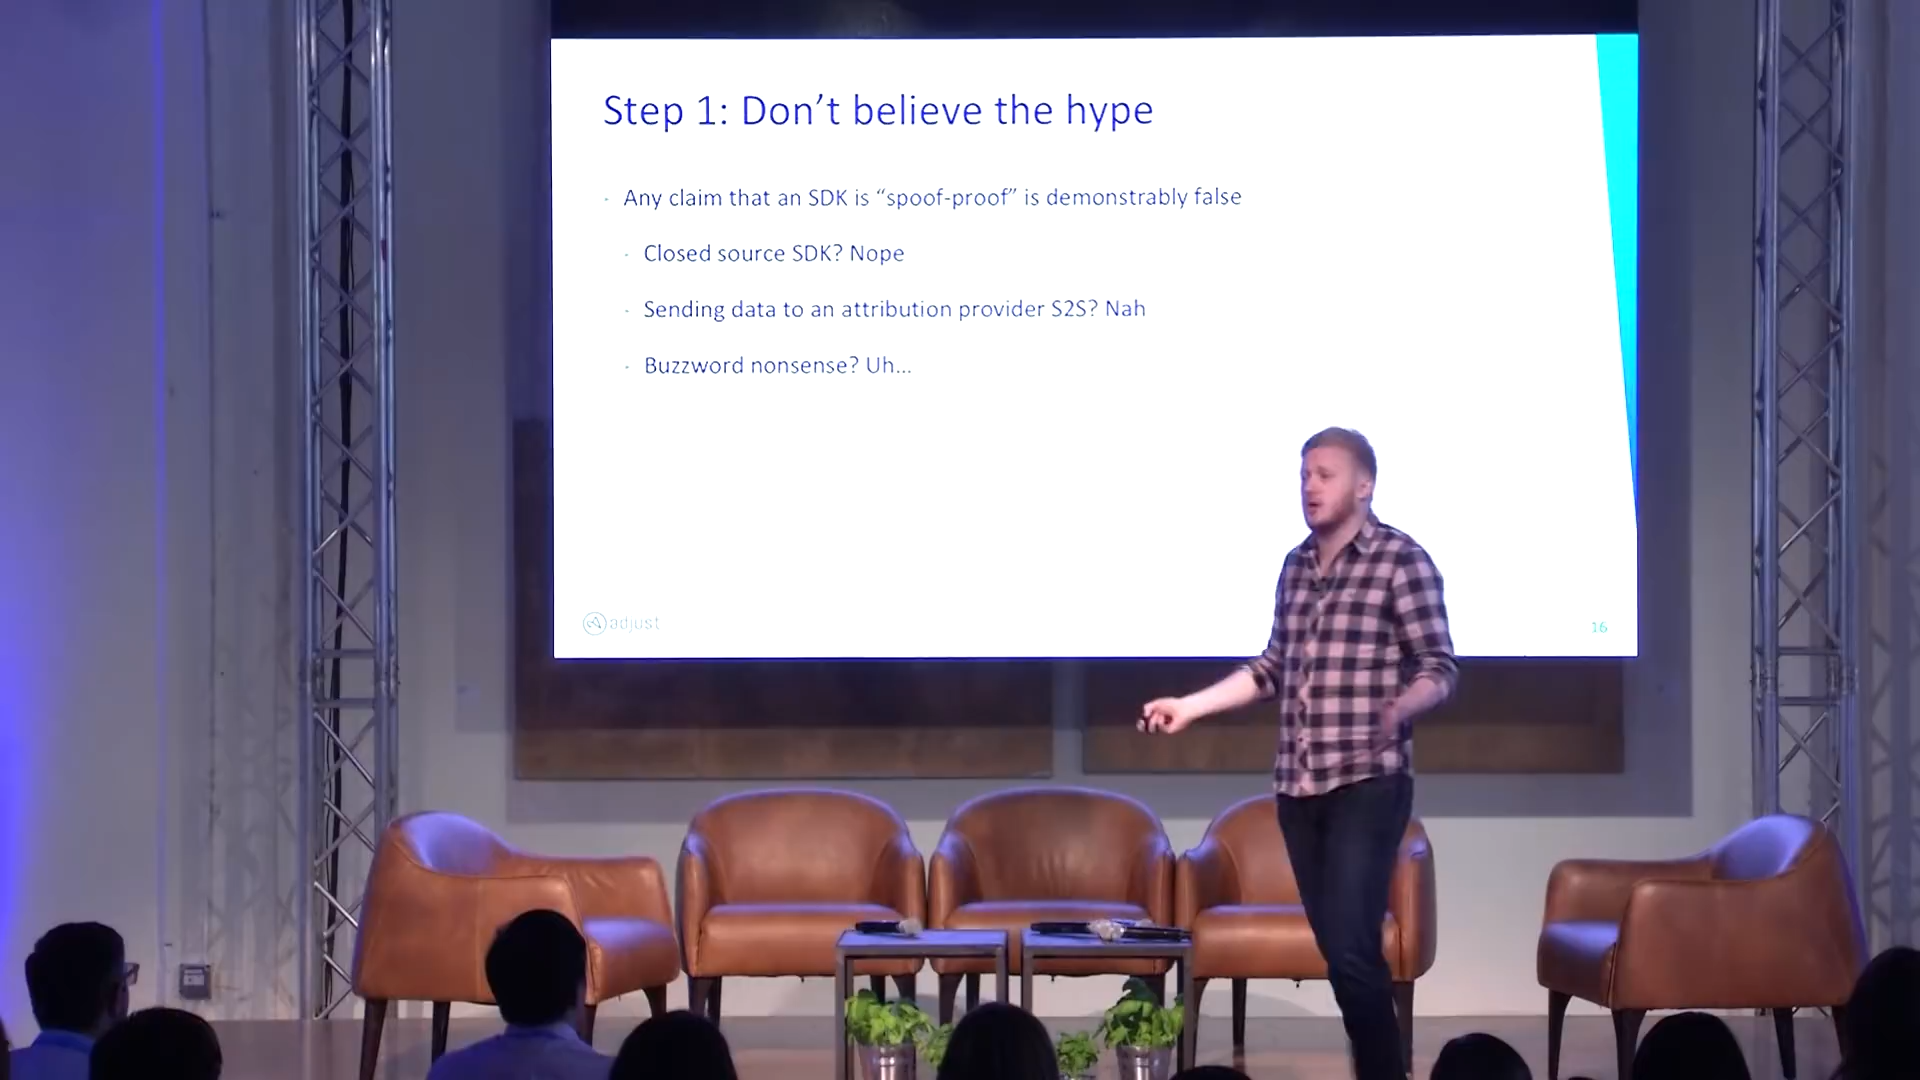 Step 1: Don’t believe the hype
Any claim that an SDK is “spoof-proof” is demonstrably false
Closed source SDK? Nope
Sending data to an attribution provider S2S? Nah
Buzzword nonsense? Uh...
adjust
16